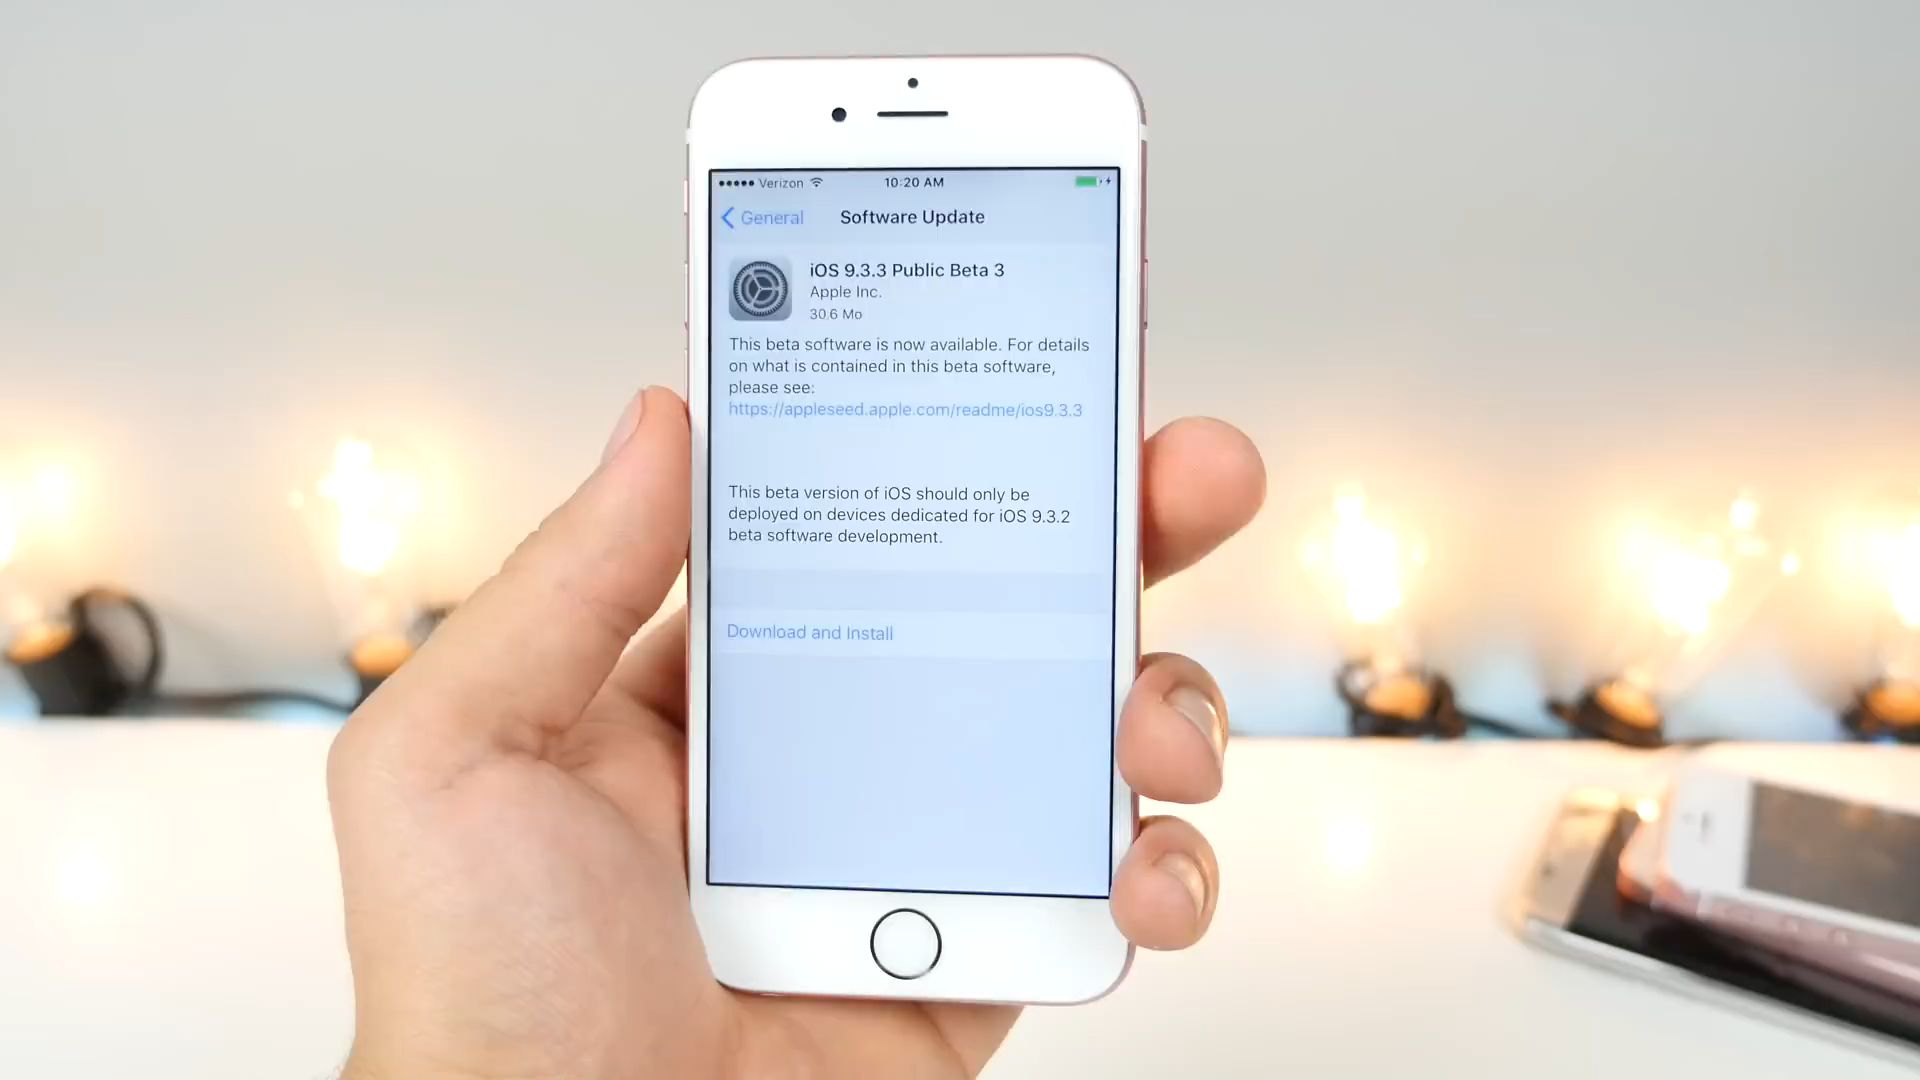 Verizon 10:20 AM
General Software Update
iOS 9.3.3 Public Beta 3
Apple Inc.
30.6 Mo
This beta software is now available. For details
on what is contained in this beta software,
please see:
https://appleseed.apple.com/readme/ios9.3.3
This beta version of iOS should only be
deployed on devices dedicated for iOS 9.3.2
beta software development.
Download and Install